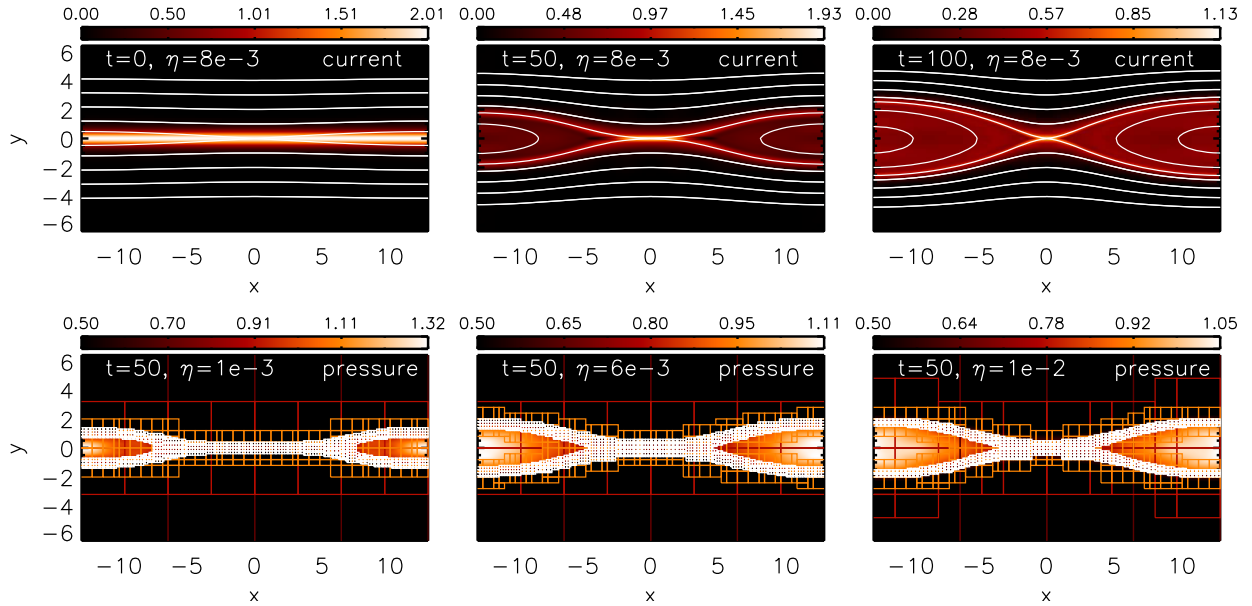 0.00 0.50 1.01 1.51 2.01
t=0, η=8e-3 current
6
4
2
0
-2
-4
-6
y
-10 -5 0 5 10
x
0.00 0.48 0.97 1.45 1.93
t=50, η=8e-3 current
-10 -5 0 5 10
x
0.00 0.28 0.57 0.85 1.13
t=100, η=8e-3 current
-10 -5 0 5 10
x
0.50 0.70 0.91 1.11 1.32
t=50, η=1e-3 pressure
6
4
2
0
-2
-4
-6
y
-10 -5 0 5 10
x
0.50 0.65 0.80 0.95 1.11
t=50, η=6e-3 pressure
-10 -5 0 5 10
x
0.50 0.64 0.78 0.92 1.05
t=50, η=1e-2 pressure
-10 -5 0 5 10
x